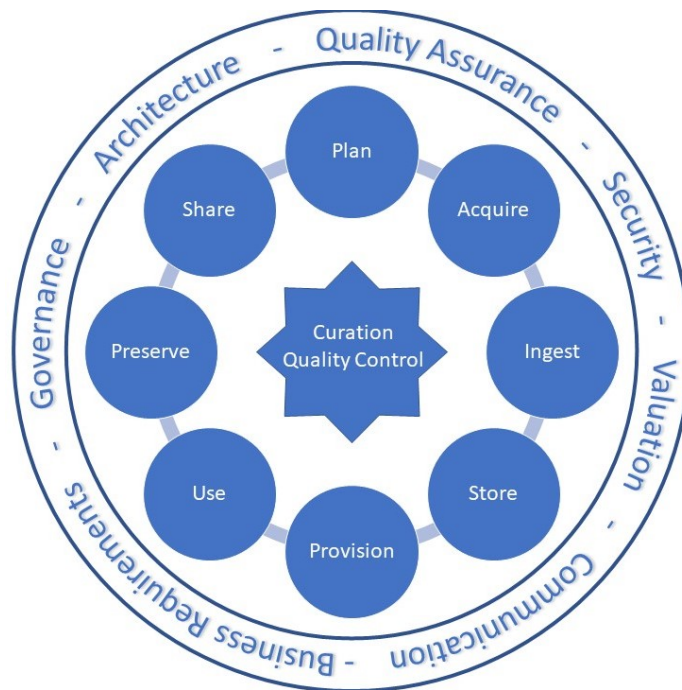 Architecture - Quality Assurance - Security - Valuation - Communication - Business Requirements - Governance -
Plan
Acquire
Ingest
Store
Provision
Use
Preserve
Share
Curation
Quality Control